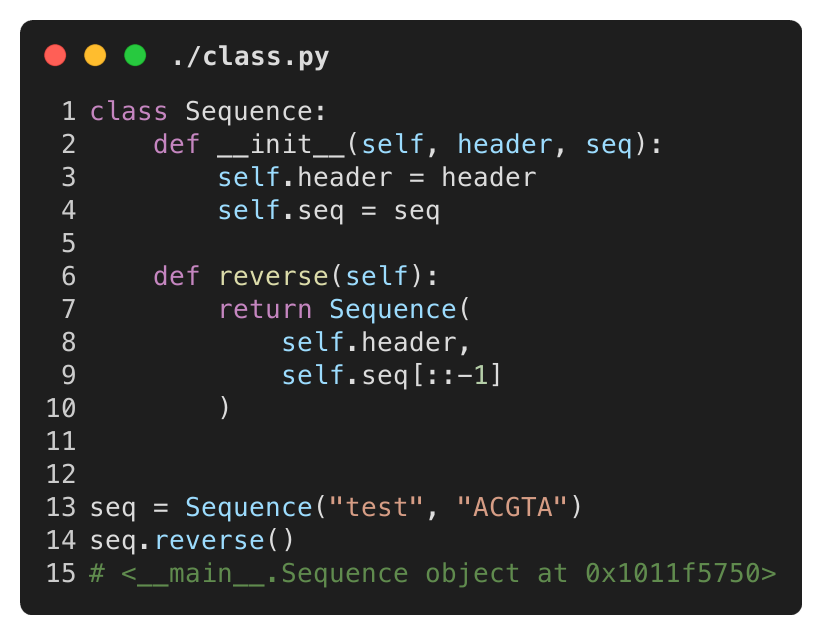 ./class.py
1 class Sequence:
2     def __init__(self, header, seq):
3         self.header = header
4         self.seq = seq
5
6     def reverse(self):
7         return Sequence(
8             self.header,
9             self.seq[::-1]
10         )
11
12
13 seq = Sequence("test", "ACGTA")
14 seq.reverse()
15 # <__main__.Sequence object at 0x1011f5750>